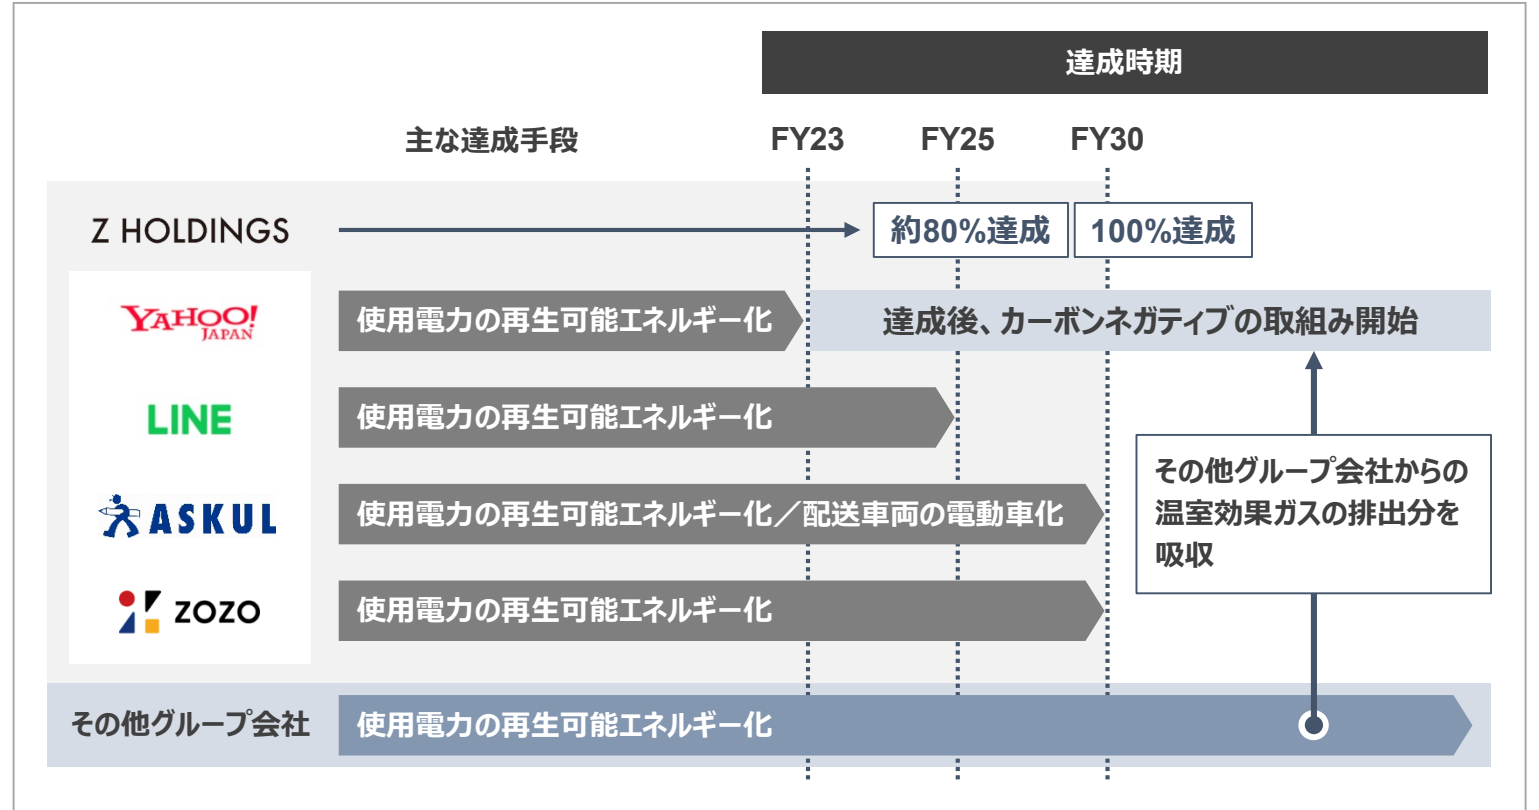 達成時期
主な達成手段
FY23
FY25
FY30
Z HOLDINGS
約80%達成
100%達成
YAHOO!
JAPAN
使用電力の再生可能エネルギー化
達成後、カーボンネガティブの取組み開始
LINE
使用電力の再生可能エネルギー化
その他グループ会社からの
温室効果ガスの排出分を
吸収
ASKUL
使用電力の再生可能エネルギー化／配送車両の電動車化
ZOZO
使用電力の再生可能エネルギー化
その他グループ会社
使用電力の再生可能エネルギー化